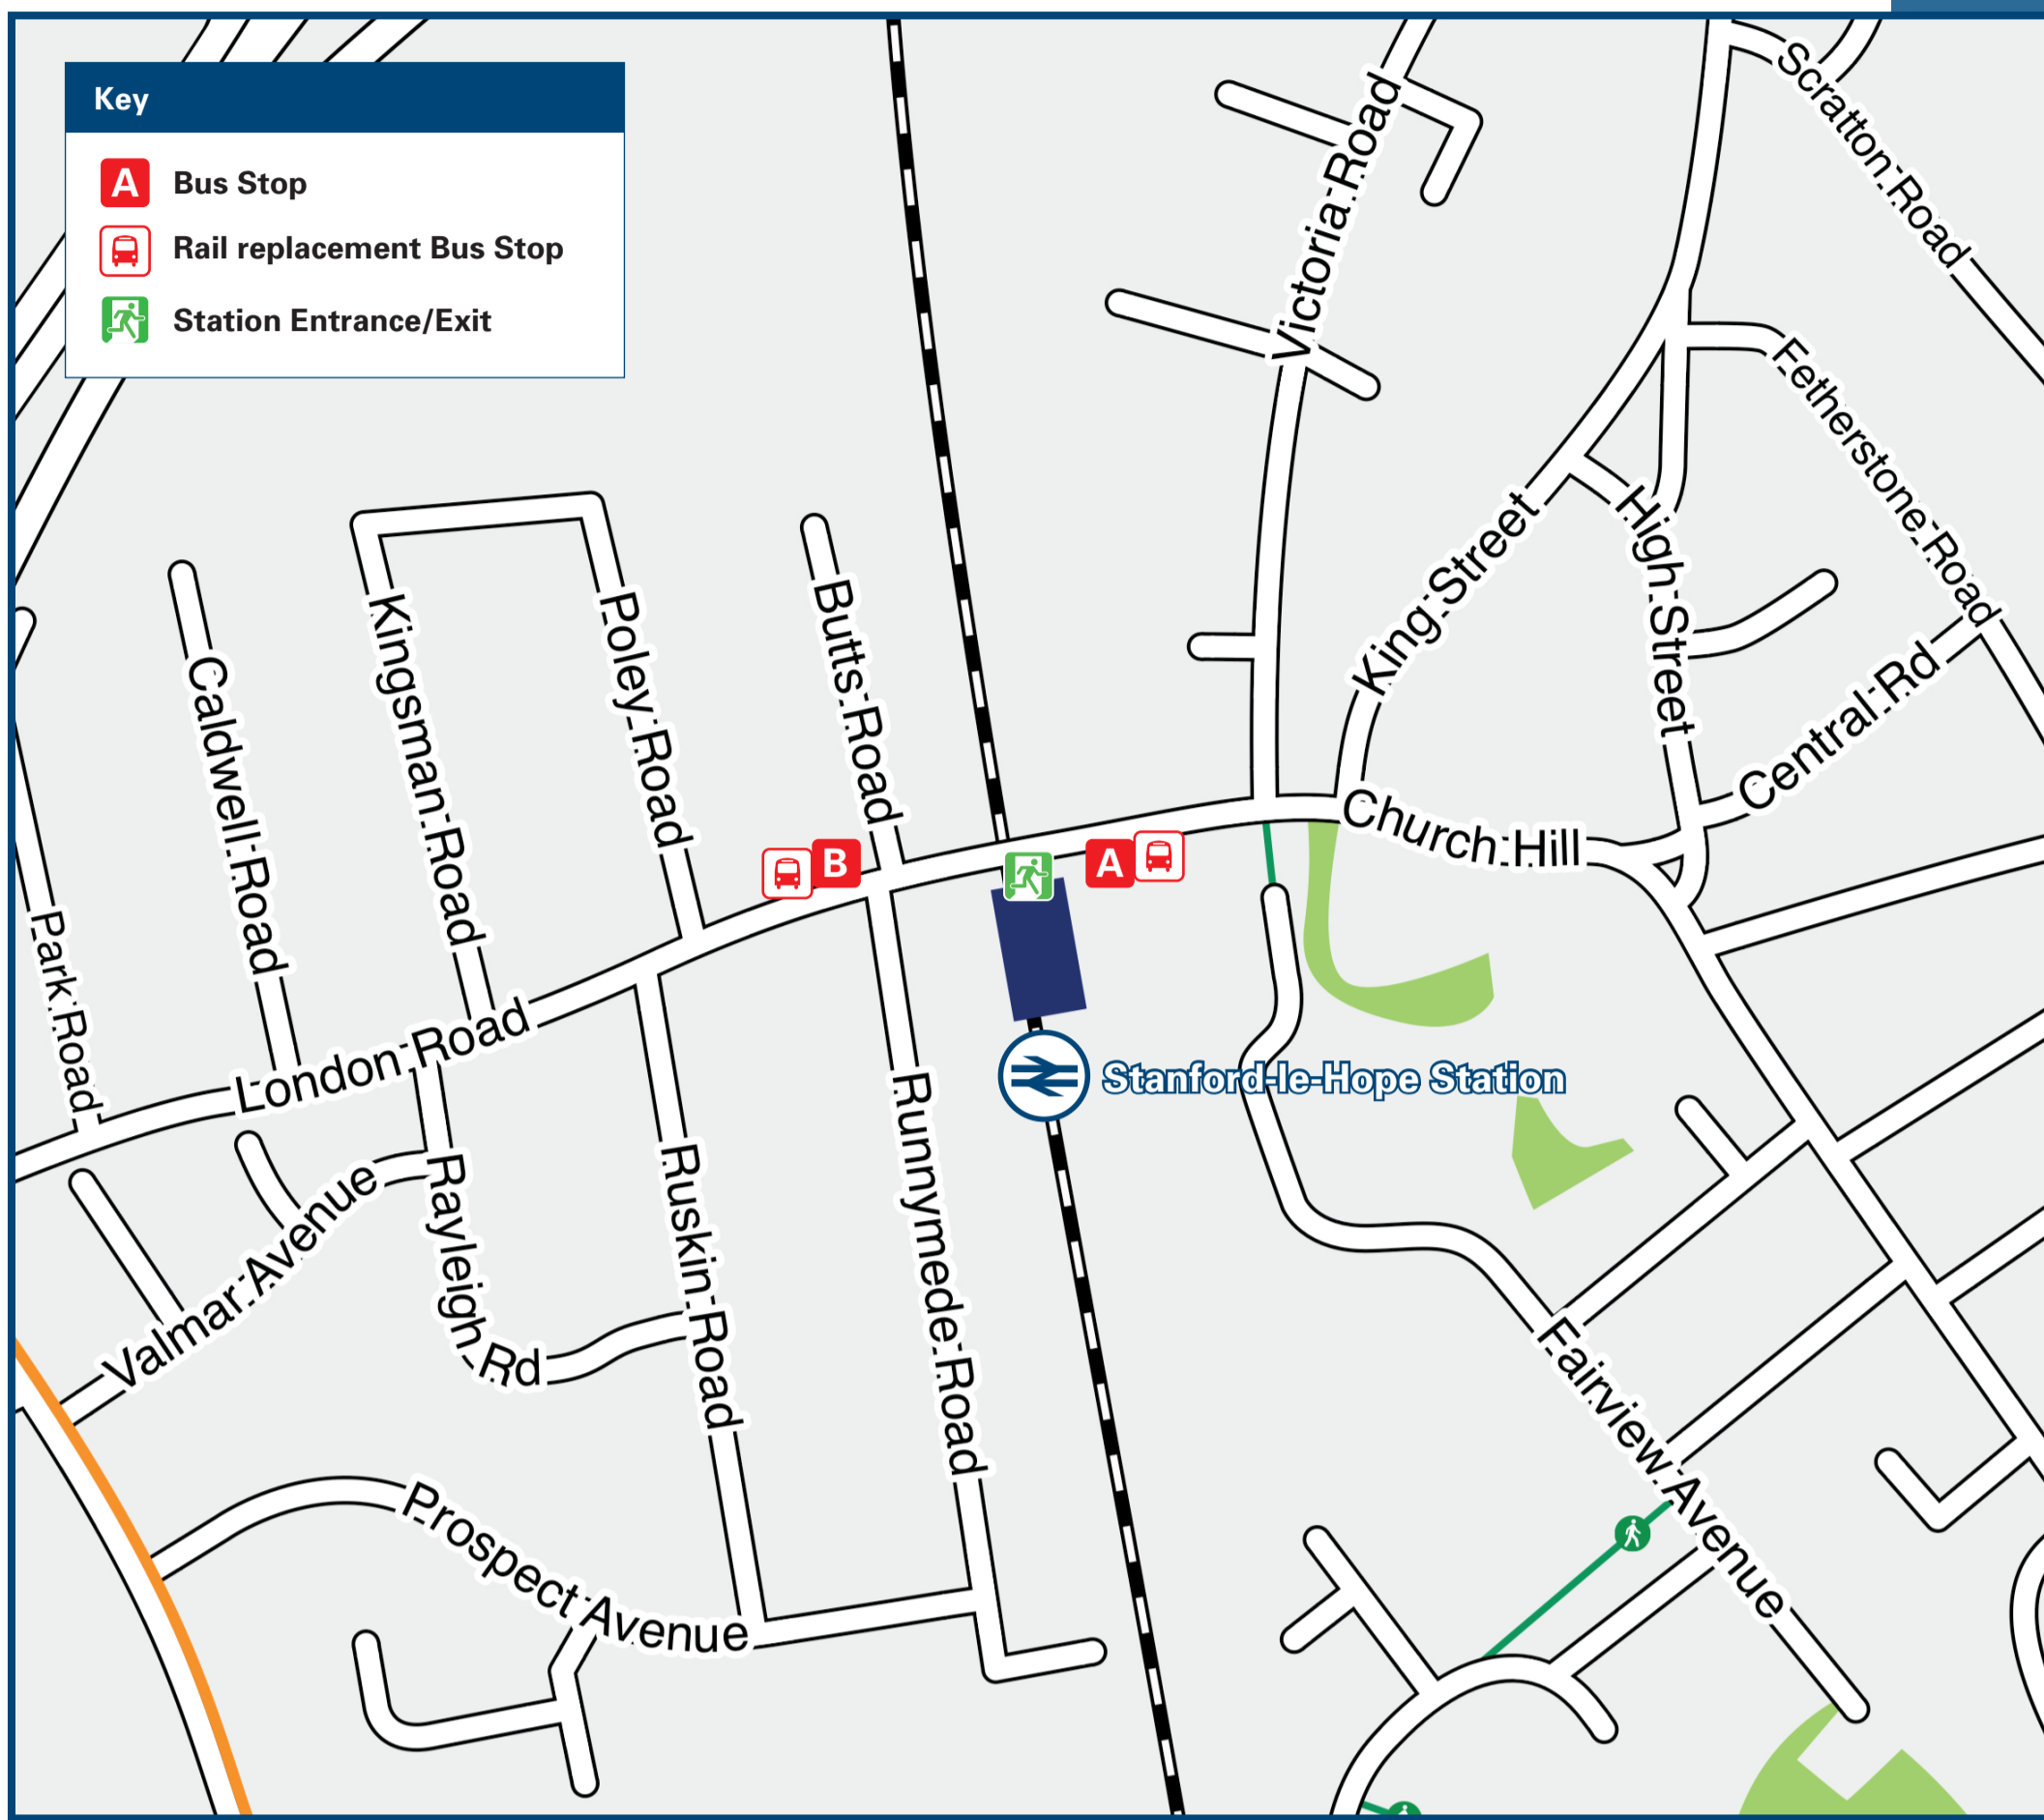 Key
A Bus Stop
Rail replacement Bus Stop
Station Entrance/Exit
Scratton Road
Victoria Road
Fetherstone Road
King Street
High Street
Central Rd
Church Hill
Butts Road
Poley Road
Kingsman Road
Caldwell Road
Park Road
London Road
B
A
Stanford-le-Hope Station
Runnymede Road
Ruskin Road
Rayleigh Rd
Valmar Avenue
Prospect Avenue
Fairview Avenue